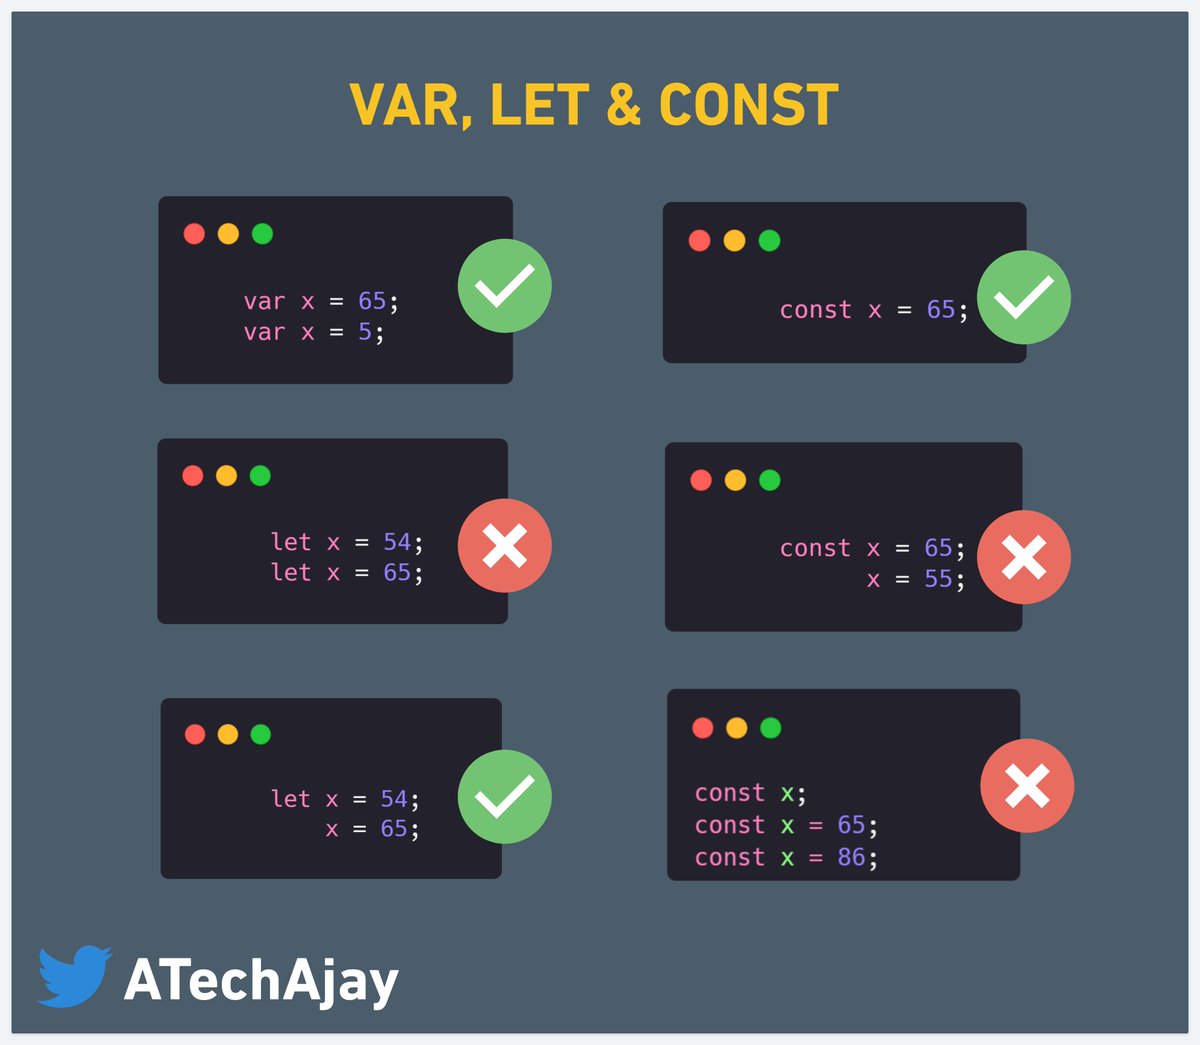 VAR, LET & CONST
var x = 65;
var x = 5;
const x = 65;
let x = 54;
let x = 65;
const x = 65;
x = 55;
let x = 54;
x = 65;
const x;
const x = 65;
const x = 86;
ATechAjay